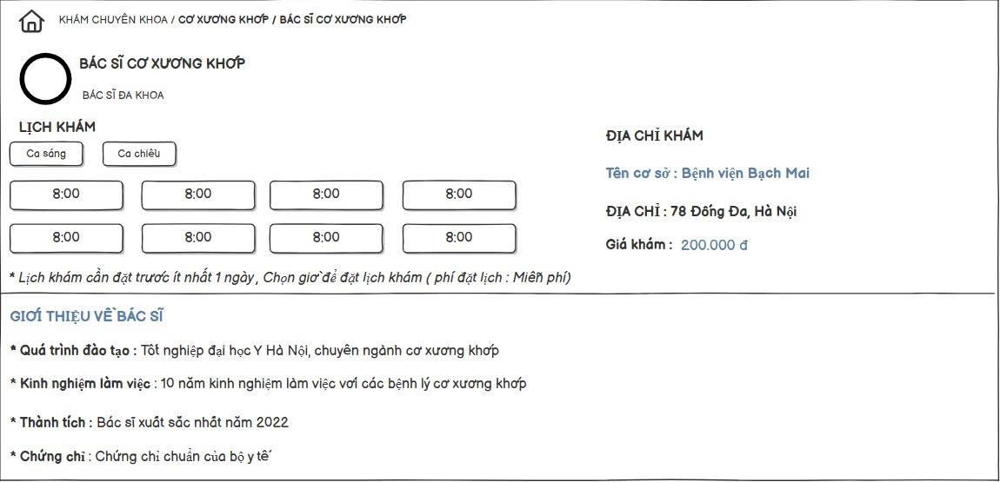 KHÁM CHUYÊN KHOA / CƠ XƯƠNG KHỚP / BÁC SĨ CƠ XƯƠNG KHỚP
BÁC SĨ CƠ XƯƠNG KHỚP
BÁC SĨ ĐA KHOA
LỊCH KHÁM
Ca sáng Ca chiều
8:00 8:00 8:00 8:00
8:00 8:00 8:00 8:00
* Lịch khám cần đặt trước ít nhất 1 ngày, Chọn giờ để đặt lịch khám ( phí đặt lịch : Miễn phí)
ĐỊA CHỈ KHÁM
Tên cơ sở : Bệnh viện Bạch Mai
ĐỊA CHỈ : 78 Đống Đa, Hà Nội
Giá khám : 200.000 đ
GIỚI THIỆU VỀ BÁC SĨ
* Quá trình đào tạo : Tốt nghiệp đại học Y Hà Nội, chuyên ngành cơ xương khớp
* Kinh nghiệm làm việc : 10 năm kinh nghiệm làm việc với các bệnh lý cơ xương khớp
* Thành tích : Bác sĩ xuất sắc nhất năm 2022
* Chứng chỉ : Chứng chỉ chuẩn của bộ y tế